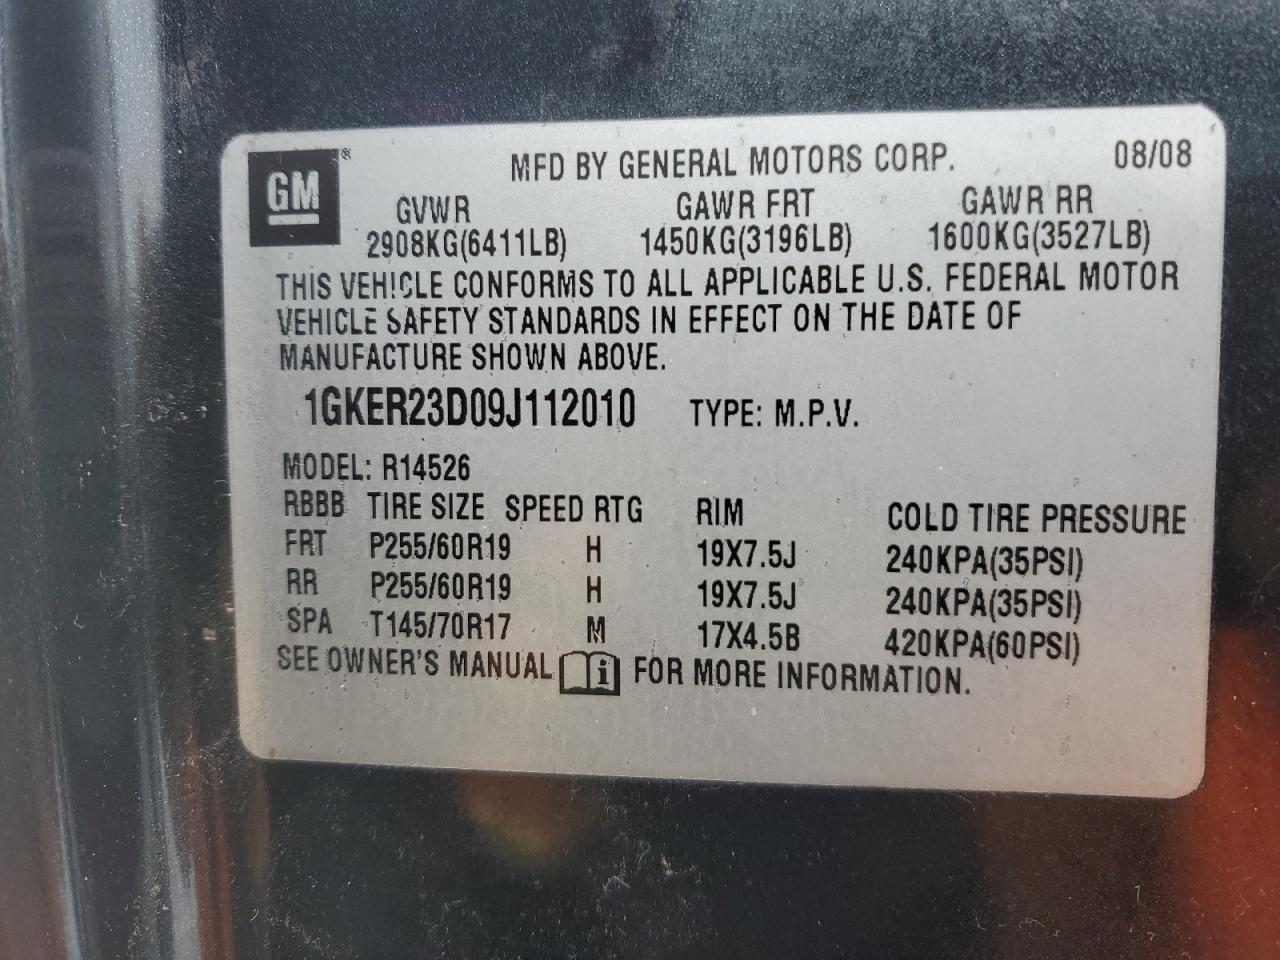 GM ®
MFD BY GENERAL MOTORS CORP. 08/08
GVWR GAWR FRT GAWR RR
2908KG(6411LB) 1450KG(3196LB) 1600KG(3527LB)
THIS VEHICLE CONFORMS TO ALL APPLICABLE U.S. FEDERAL MOTOR
VEHICLE SAFETY STANDARDS IN EFFECT ON THE DATE OF
MANUFACTURE SHOWN ABOVE.
1GKER23D09J112010 TYPE: M.P.V.
MODEL: R14526
RBBB TIRE SIZE SPEED RTG RIM COLD TIRE PRESSURE
FRT P255/60R19 H 19X7.5J 240KPA(35PSI)
RR P255/60R19 H 19X7.5J 240KPA(35PSI)
SPA T145/70R17 M 17X4.5B 420KPA(60PSI)
SEE OWNER'S MANUAL i FOR MORE INFORMATION.